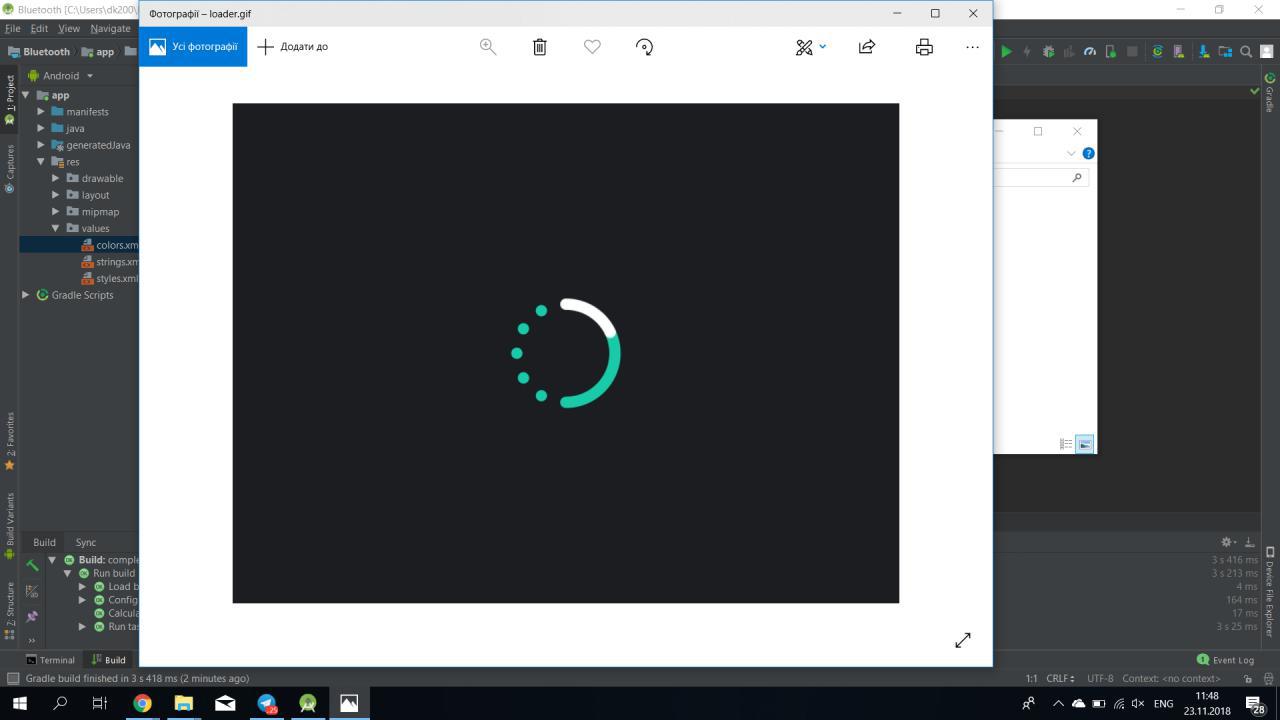 Bluetooth [C:\Users\dk200\
Фотографії – loader.gif
File Edit View Navigate
Усі фотографії
Додати до
Bluetooth app
Android
app
manifests
java
generatedJava
res
drawable
layout
mipmap
values
colors.xm
strings.xm
styles.xml
Gradle Scripts
1: Project
Captures
2: Favorites
Build Variants
2: Structure
Gradle
Device File Explorer
Build Sync
Build: comple
Run build
Load b
Config
Calcula
Run tas
3 s 416 ms
3 s 213 ms
4 ms
164 ms
17 ms
3 s 25 ms
Terminal Build
1 Event Log
Gradle build finished in 3 s 418 ms (2 minutes ago)
1:1 CRLF UTF-8 Context: <no context>
25
ENG
11:48
23.11.2018
28